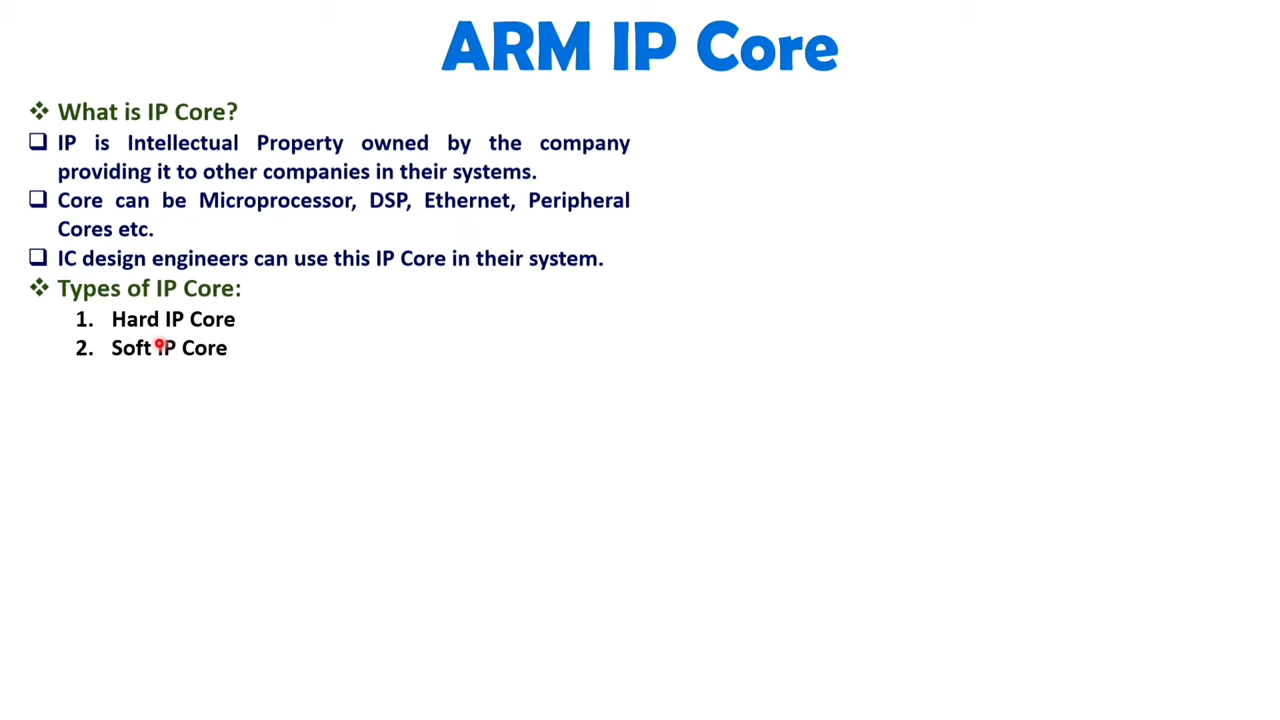 ARM IP Core
❖ What is IP Core?
❑ IP is Intellectual Property owned by the company
providing it to other companies in their systems.
❑ Core can be Microprocessor, DSP, Ethernet, Peripheral
Cores etc.
❑ IC design engineers can use this IP Core in their system.
❖ Types of IP Core:
1. Hard IP Core
2. Soft IP Core